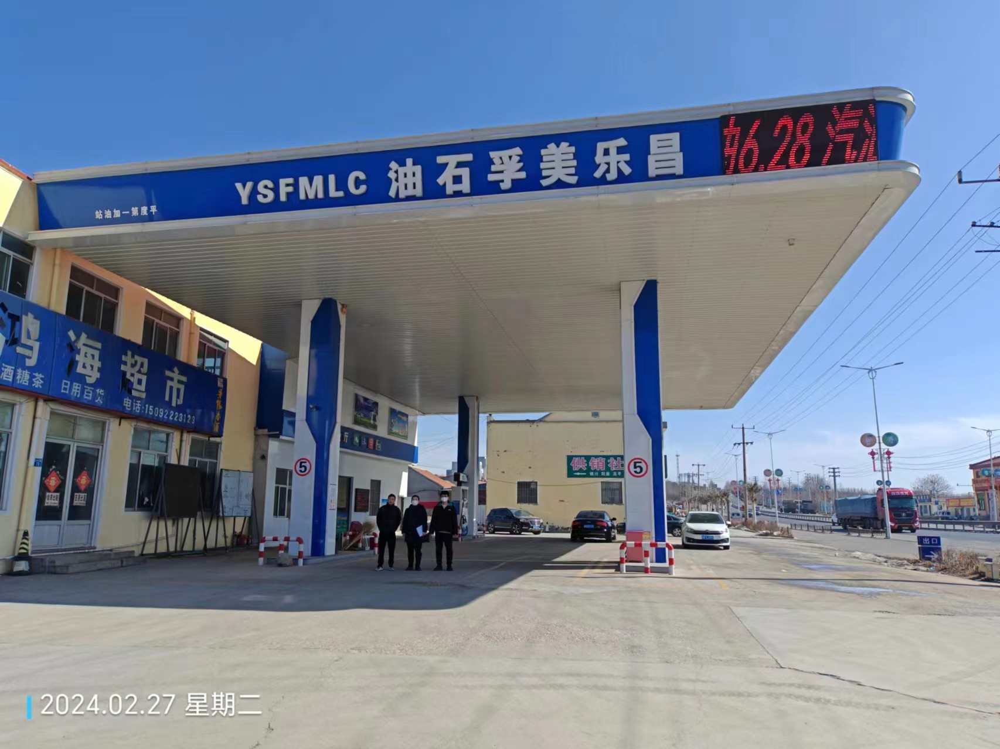 YSFMLC 油石孚美乐昌
站油加一第度平
6.28 汽
鸿海超市
酒糖茶 日用百货 电话:15092223123
供销社
5
5
出口
2024.02.27 星期二